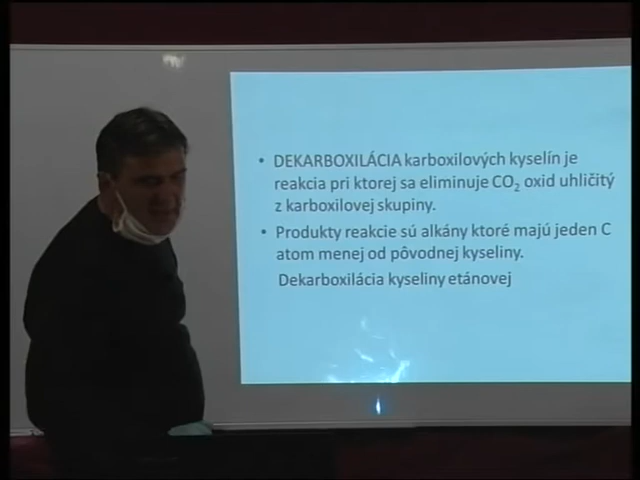 • DEKARBOXILÁCIA karboxilových kyselín je
reakcia pri ktorej sa eliminuje CO₂ oxid uhličitý
z karboxilovej skupiny.
• Produkty reakcie sú alkány ktoré majú jeden C
atom menej od pôvodnej kyseliny.
Dekarboxilácia kyseliny etánovej